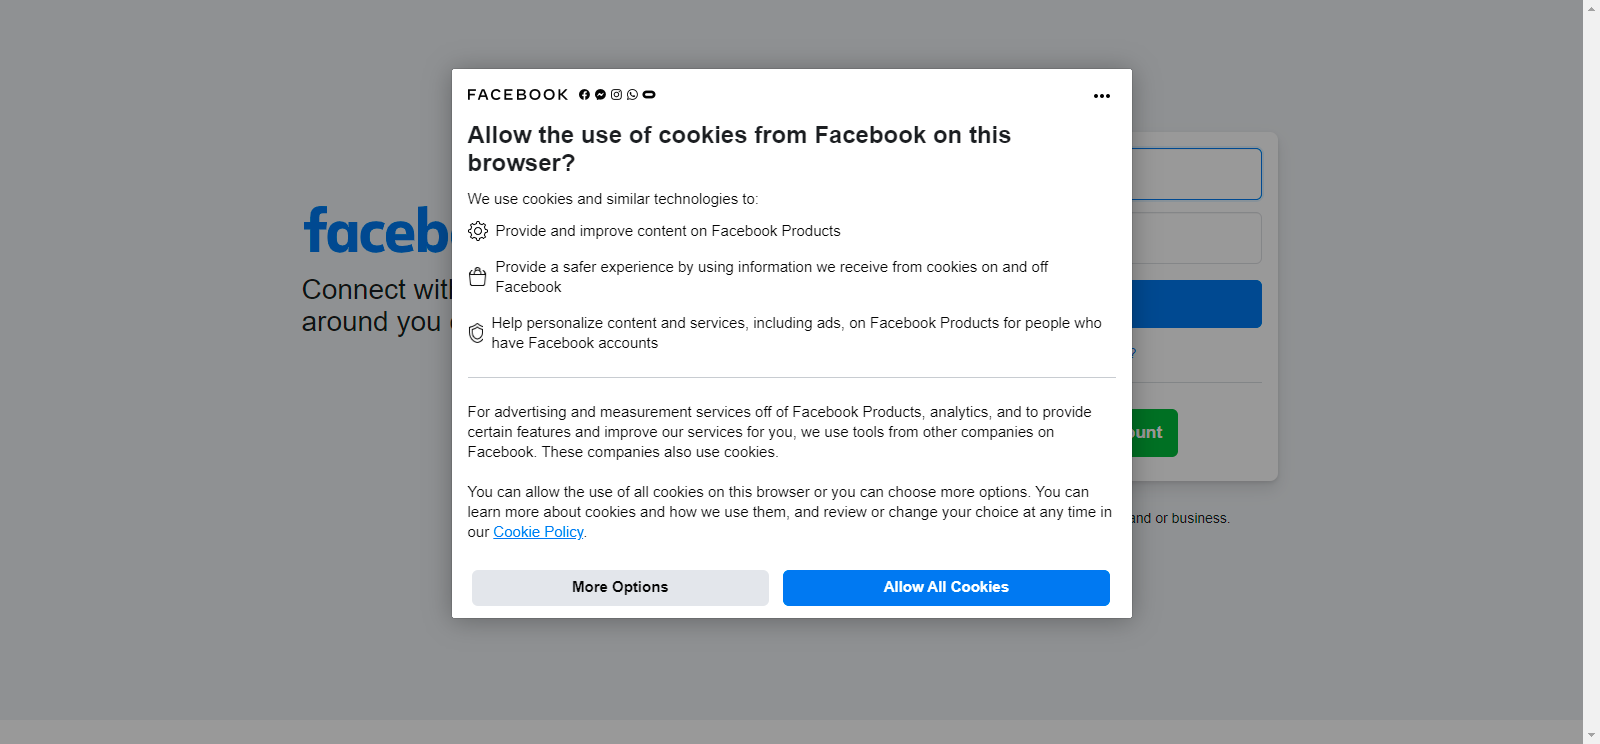 FACEBOOK
Allow the use of cookies from Facebook on this
browser?
We use cookies and similar technologies to:
Provide and improve content on Facebook Products
Provide a safer experience by using information we receive from cookies on and off
Facebook
Help personalize content and services, including ads, on Facebook Products for people who
have Facebook accounts
For advertising and measurement services off of Facebook Products, analytics, and to provide
certain features and improve our services for you, we use tools from other companies on
Facebook. These companies also use cookies.
You can allow the use of all cookies on this browser or you can choose more options. You can
learn more about cookies and how we use them, and review or change your choice at any time in
our Cookie Policy.
More Options
Allow All Cookies
faceb
Connect with
around you
?
ount
and or business.